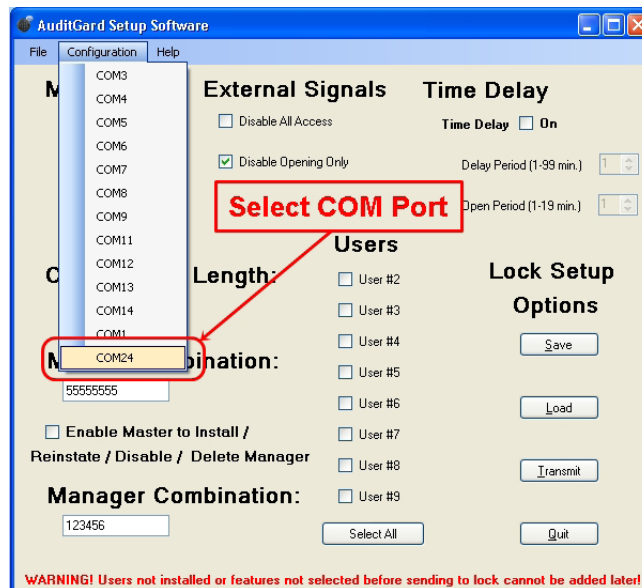 AuditGard Setup Software
File Configuration Help
COM3
COM4
COM5
COM6
COM7
COM8
COM9
COM11
COM12
COM13
COM14
COM1
COM24
M
External Signals
Disable All Access
Disable Opening Only
Time Delay
Time Delay On
Delay Period (1-99 min.) 1
Open Period (1-19 min.) 1
Select COM Port
C Length:
M bination:
55555555
Enable Master to Install /
Reinstate / Disable / Delete Manager
Manager Combination:
123456
Users
User #2
User #3
User #4
User #5
User #6
User #7
User #8
User #9
Select All
Lock Setup
Options
Save
Load
Transmit
Quit
WARNING! Users not installed or features not selected before sending to lock cannot be added later!